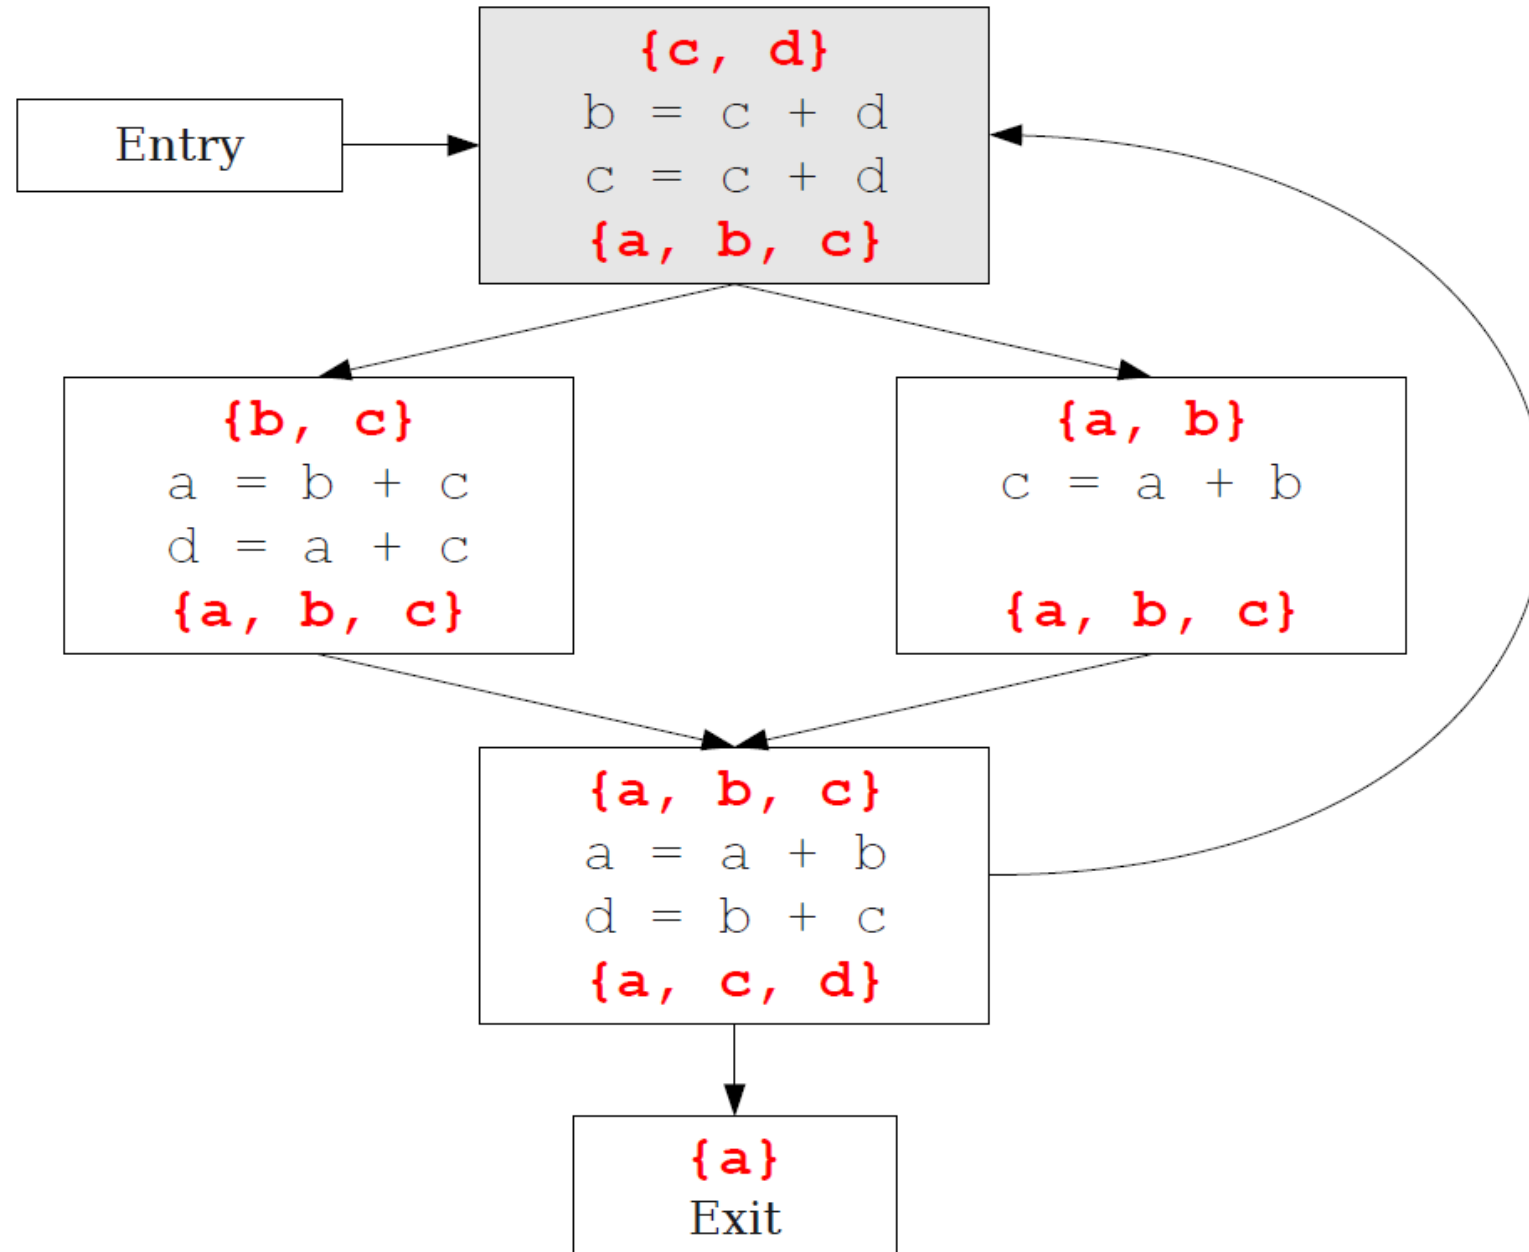 {c, d}
b = c + d
c = c + d
{a, b, c}
Entry
{b, c}
a = b + c
d = a + c
{a, b, c}
{a, b}
c = a + b
{a, b, c}
{a, b, c}
a = a + b
d = b + c
{a, c, d}
{a}
Exit